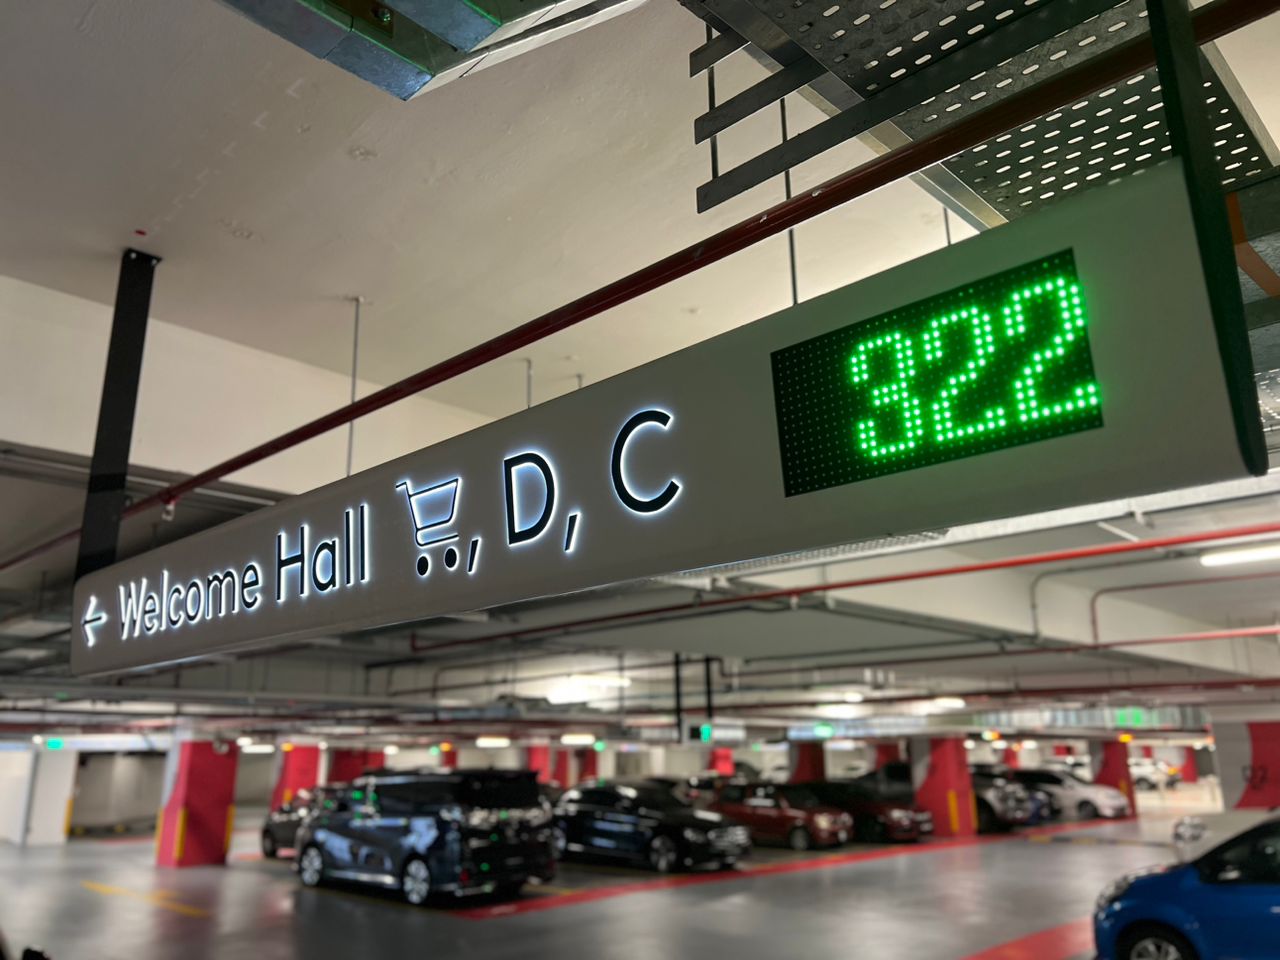 ← Welcome Hall 🛒, D, C 322